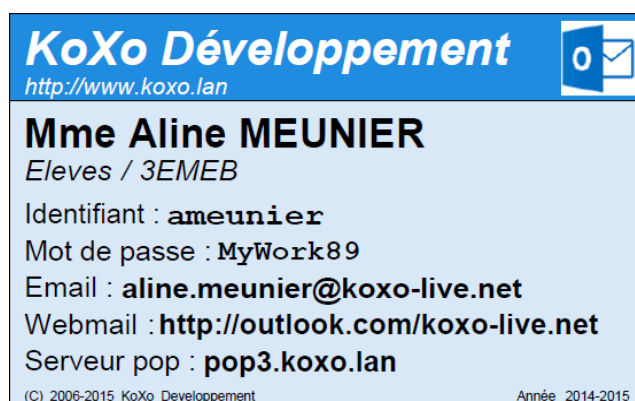 KoXo Développement
http://www.koxo.lan
Mme Aline MEUNIER
Eleves / 3EMEB
Identifiant : ameunier
Mot de passe : MyWork89
Email : aline.meunier@koxo-live.net
Webmail : http://outlook.com/koxo-live.net
Serveur pop : pop3.koxo.lan
(C) 2006-2015 KoXo Developpement Année 2014-2015